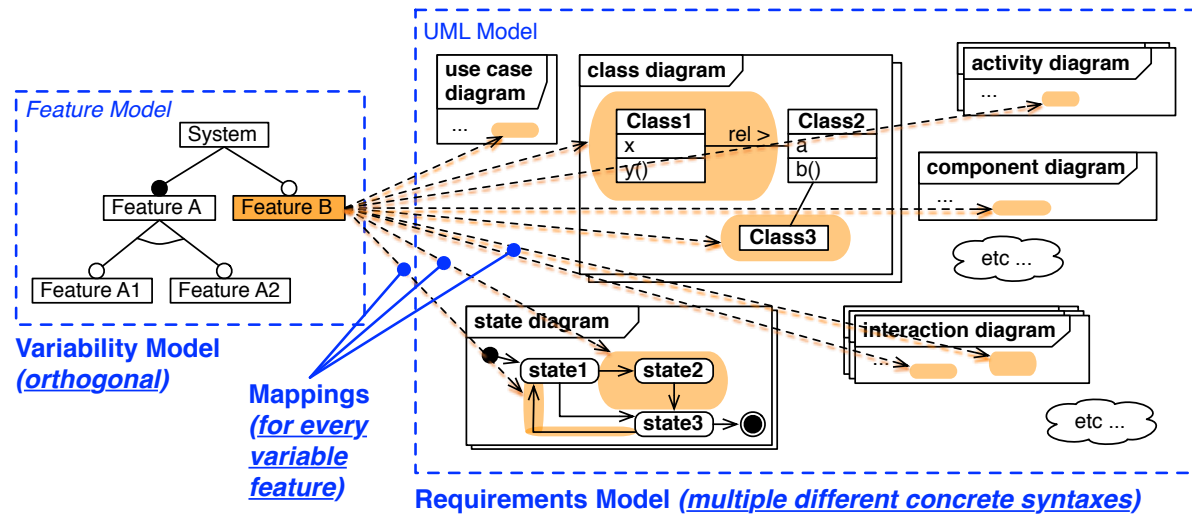 Feature Model
System
Feature A
Feature B
Feature A1
Feature A2
Variability Model
(orthogonal)
Mappings
(for every
variable
feature)
UML Model
use case
diagram
...
class diagram
Class1
x
y()
rel >
Class2
a
b()
Class3
activity diagram
...
component diagram
...
etc ...
state diagram
state1
state2
state3
interaction diagram
...
etc ...
Requirements Model (multiple different concrete syntaxes)